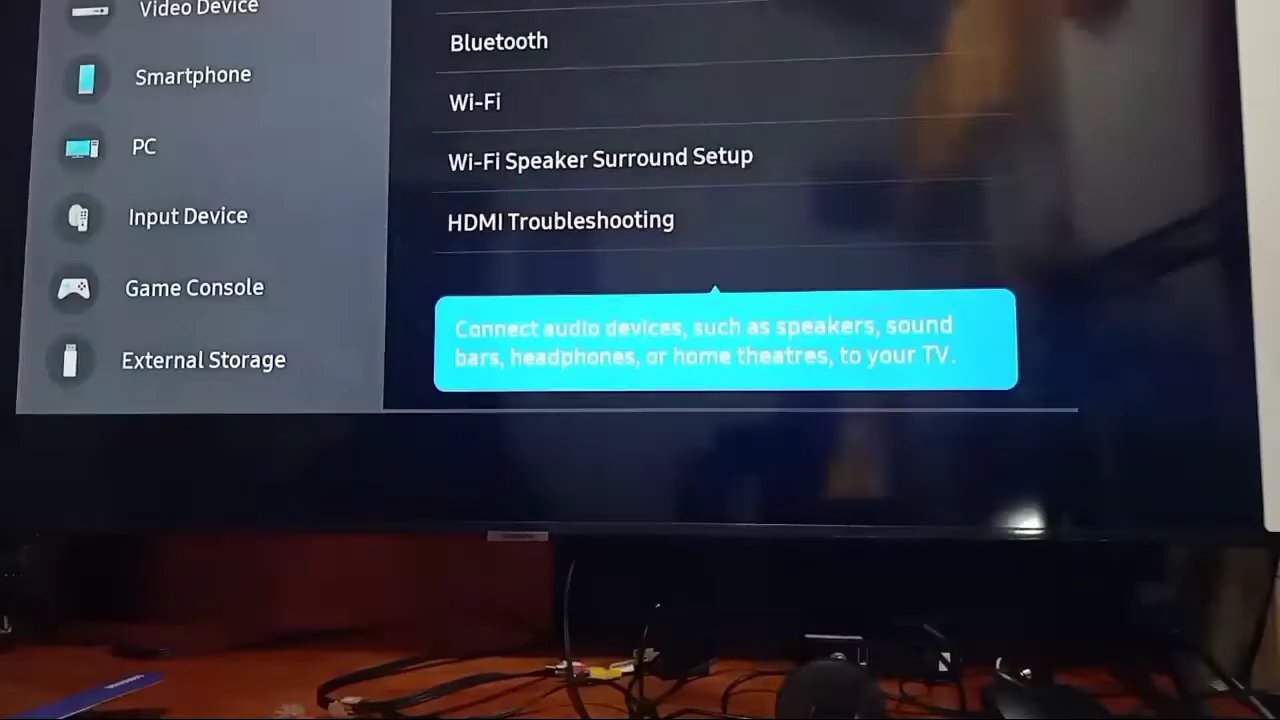 Video Device
Smartphone
PC
Input Device
Game Console
External Storage
Bluetooth
Wi-Fi
Wi-Fi Speaker Surround Setup
HDMI Troubleshooting
Connect audio devices, such as speakers, sound
bars, headphones, or home theatres, to your TV.